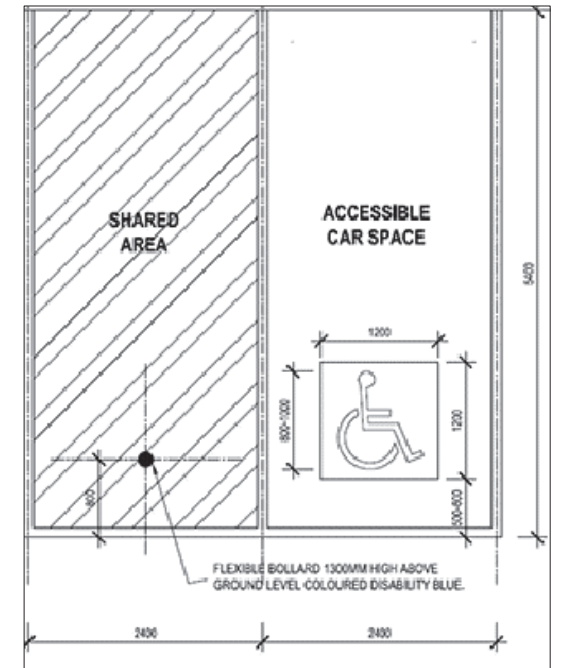 SHARED
AREA
ACCESSIBLE
CAR SPACE
5400
1200
800-1000
1200
800
500-600
FLEXIBLE BOLLARD 1300MM HIGH ABOVE
GROUND LEVEL COLOURED DISABILITY BLUE.
2400
2400